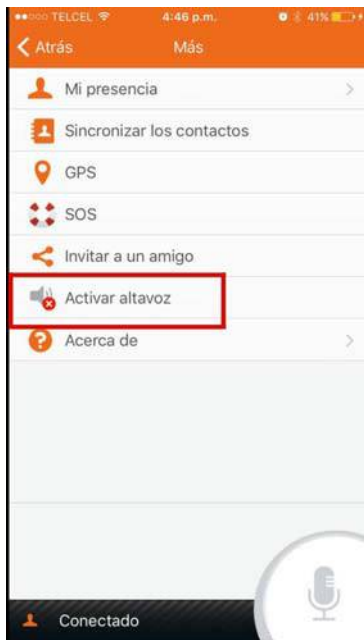 TELCEL 4:46 p.m. 41%
Atrás Más
Mi presencia
Sincronizar los contactos
GPS
SOS
Invitar a un amigo
Activar altavoz
Acerca de
Conectado